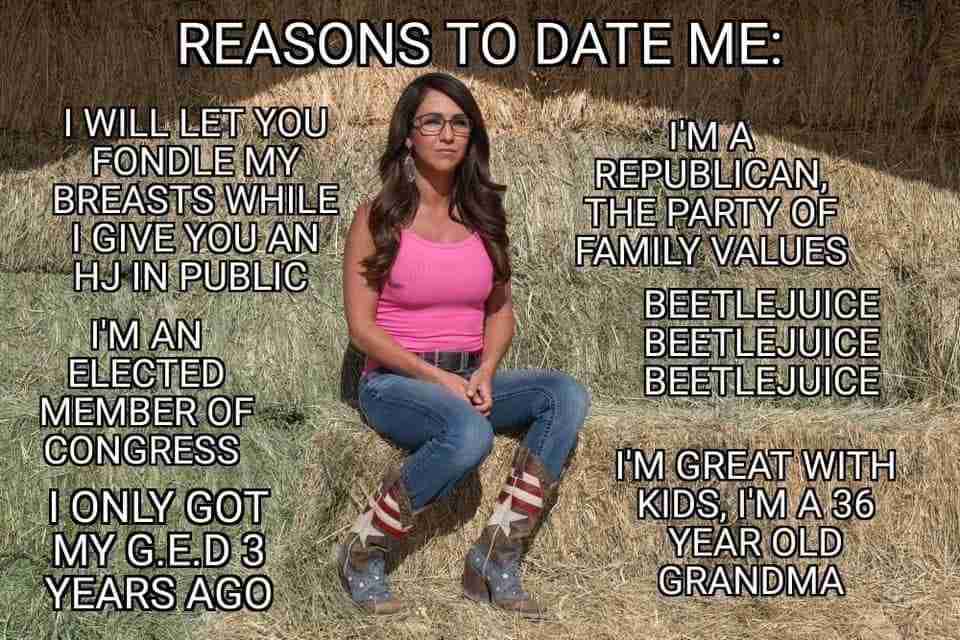 REASONS TO DATE ME:
I WILL LET YOU
FONDLE MY
BREASTS WHILE
I GIVE YOU AN
HJ IN PUBLIC
I'M AN
ELECTED
MEMBER OF
CONGRESS
I ONLY GOT
MY G.E.D 3
YEARS AGO
I'M A
REPUBLICAN,
THE PARTY OF
FAMILY VALUES
BEETLEJUICE
BEETLEJUICE
BEETLEJUICE
I'M GREAT WITH
KIDS, I'M A 36
YEAR OLD
GRANDMA